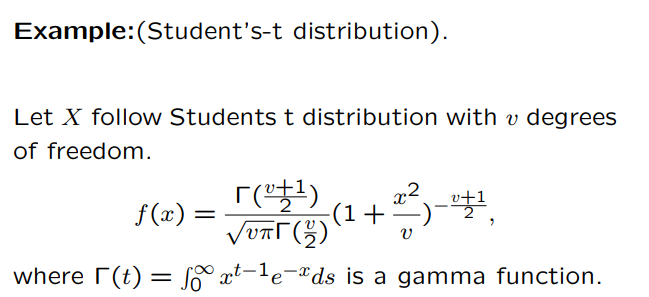 Example:(Student's-t distribution).
Let X follow Students t distribution with v degrees
of freedom.
f(x) = Γ((v+1)/2) / (√(vπ) Γ(v/2)) (1 + x²/v)^(−(v+1)/2),
where Γ(t) = ∫₀^∞ x^(t−1) e^(−x) ds is a gamma function.